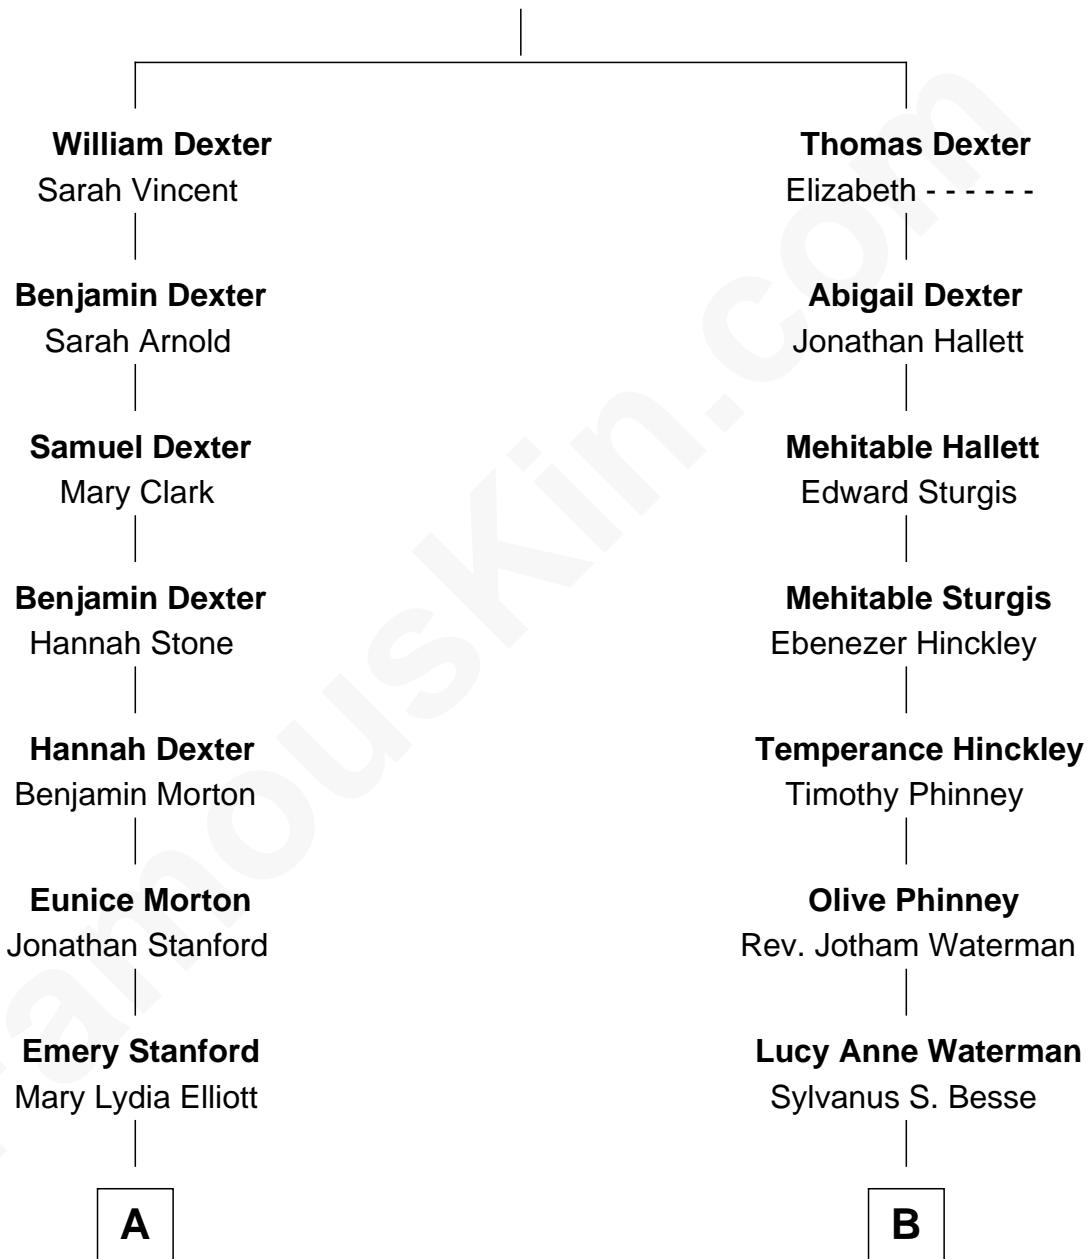 William Dexter
Sarah Vincent
Benjamin Dexter
Sarah Arnold
Samuel Dexter
Mary Clark
Benjamin Dexter
Hannah Stone
Hannah Dexter
Benjamin Morton
Eunice Morton
Jonathan Stanford
Emery Stanford
Mary Lydia Elliott
A
Thomas Dexter
Elizabeth - - - - - -
Abigail Dexter
Jonathan Hallett
Mehitable Hallett
Edward Sturgis
Mehitable Sturgis
Ebenezer Hinckley
Temperance Hinckley
Timothy Phinney
Olive Phinney
Rev. Jotham Waterman
Lucy Anne Waterman
Sylvanus S. Besse
B
FamousKin.com